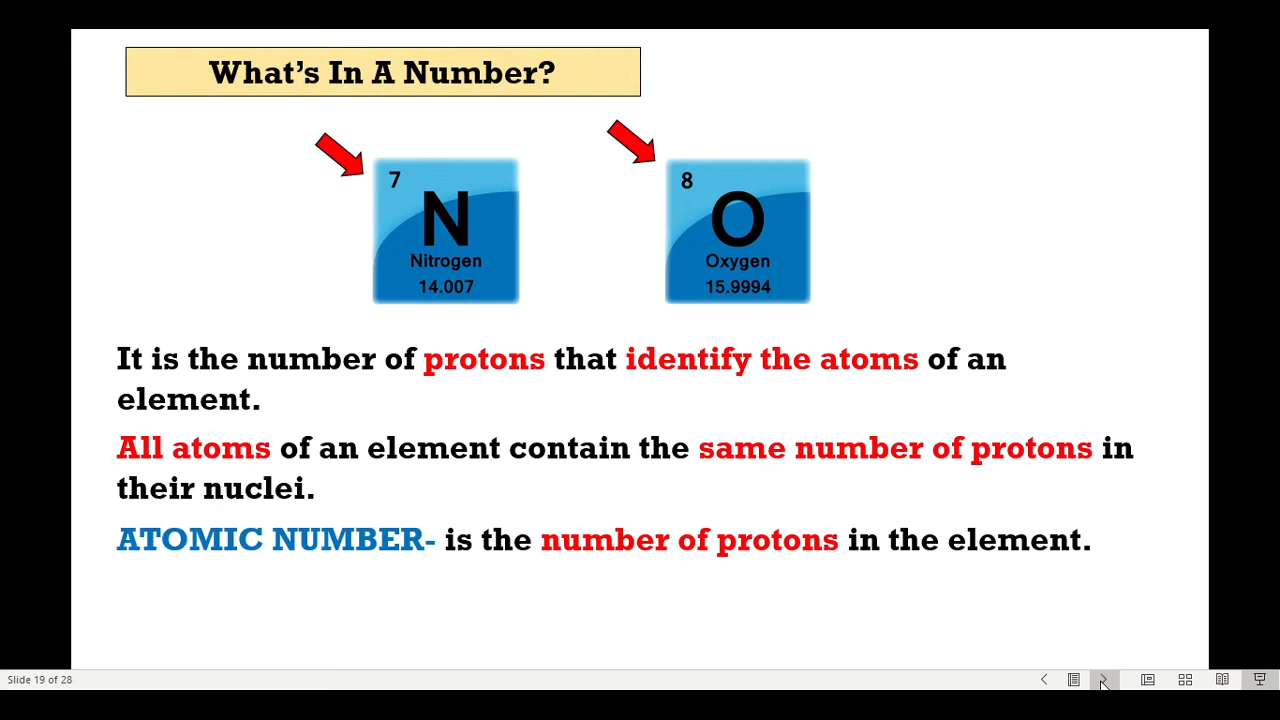 What's In A Number?
7
N
Nitrogen
14.007
8
O
Oxygen
15.9994
It is the number of protons that identify the atoms of an
element.
All atoms of an element contain the same number of protons in
their nuclei.
ATOMIC NUMBER- is the number of protons in the element.
Slide 19 of 28